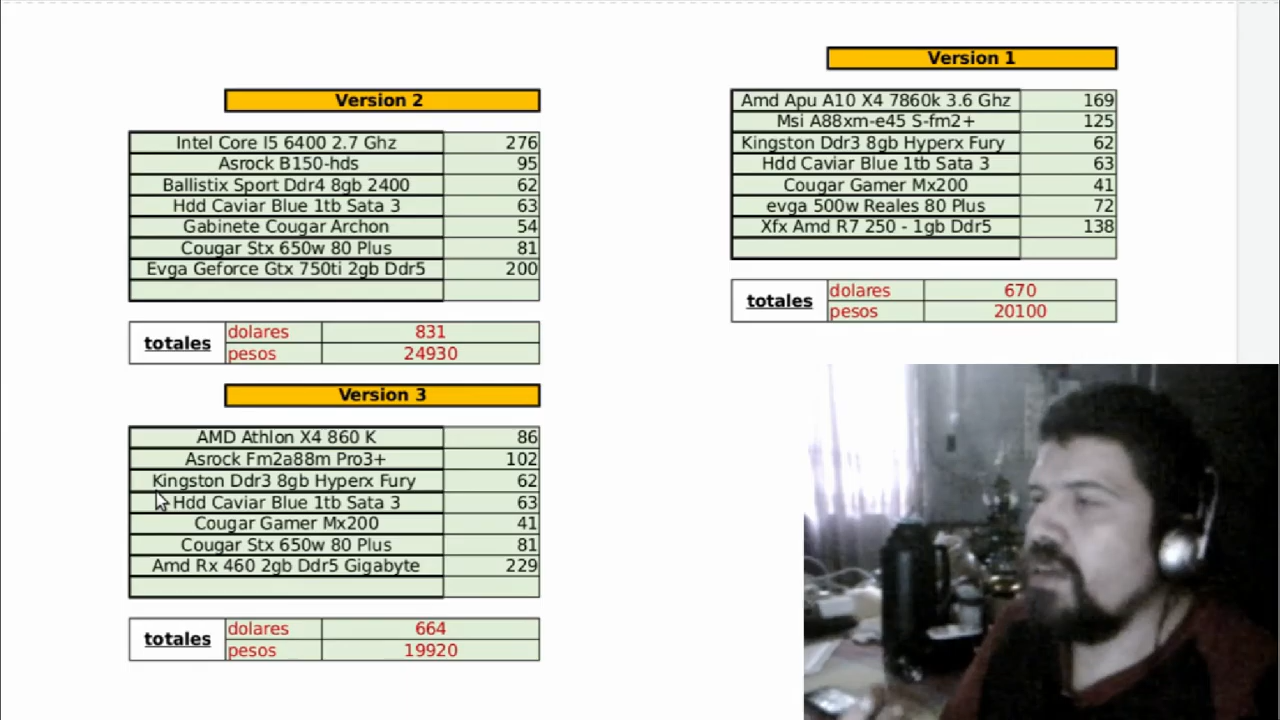 Version 1
Amd Apu A10 X4 7860k 3.6 Ghz 169
Msi A88xm-e45 S-fm2+ 125
Kingston Ddr3 8gb Hyperx Fury 62
Hdd Caviar Blue 1tb Sata 3 63
Cougar Gamer Mx200 41
evga 500w Reales 80 Plus 72
Xfx Amd R7 250 - 1gb Ddr5 138
totales
dolares 670
pesos 20100
Version 2
Intel Core I5 6400 2.7 Ghz 276
Asrock B150-hds 95
Ballistix Sport Ddr4 8gb 2400 62
Hdd Caviar Blue 1tb Sata 3 63
Gabinete Cougar Archon 54
Cougar Stx 650w 80 Plus 81
Evga Geforce Gtx 750ti 2gb Ddr5 200
totales
dolares 831
pesos 24930
Version 3
AMD Athlon X4 860 K 86
Asrock Fm2a88m Pro3+ 102
Kingston Ddr3 8gb Hyperx Fury 62
Hdd Caviar Blue 1tb Sata 3 63
Cougar Gamer Mx200 41
Cougar Stx 650w 80 Plus 81
Amd Rx 460 2gb Ddr5 Gigabyte 229
totales
dolares 664
pesos 19920